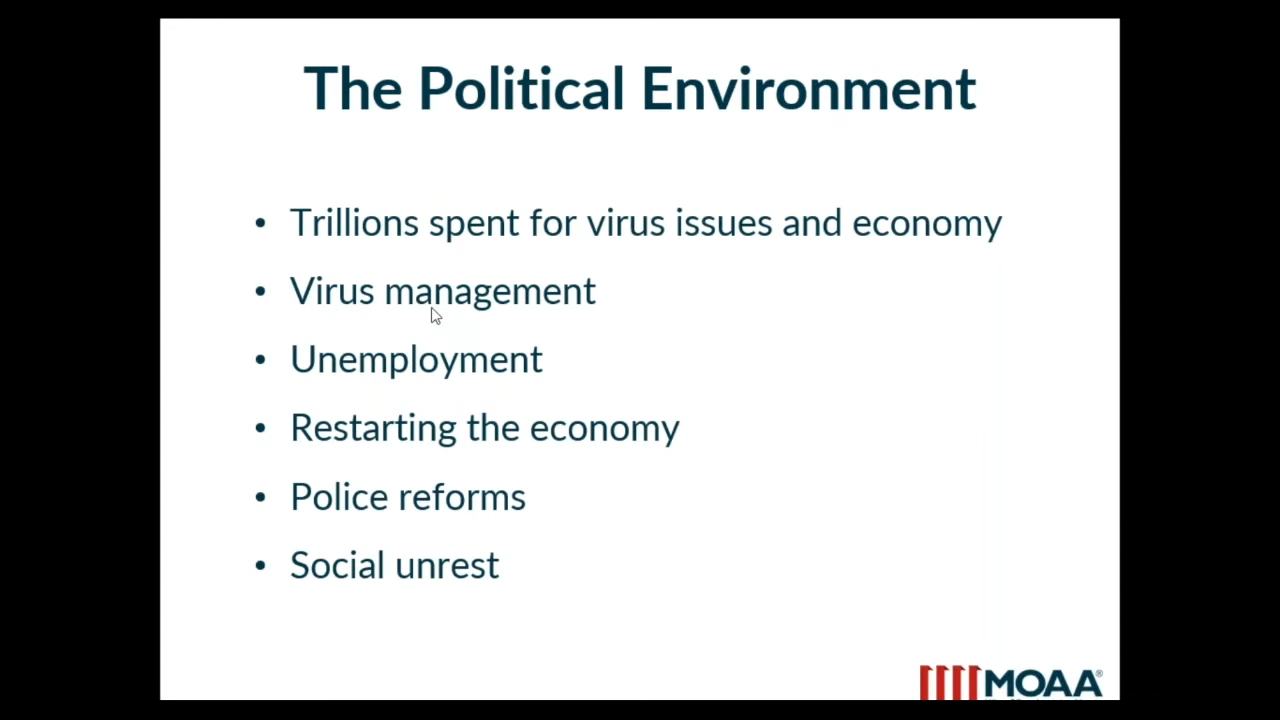 The Political Environment
• Trillions spent for virus issues and economy
• Virus management
• Unemployment
• Restarting the economy
• Police reforms
• Social unrest
MOAA®